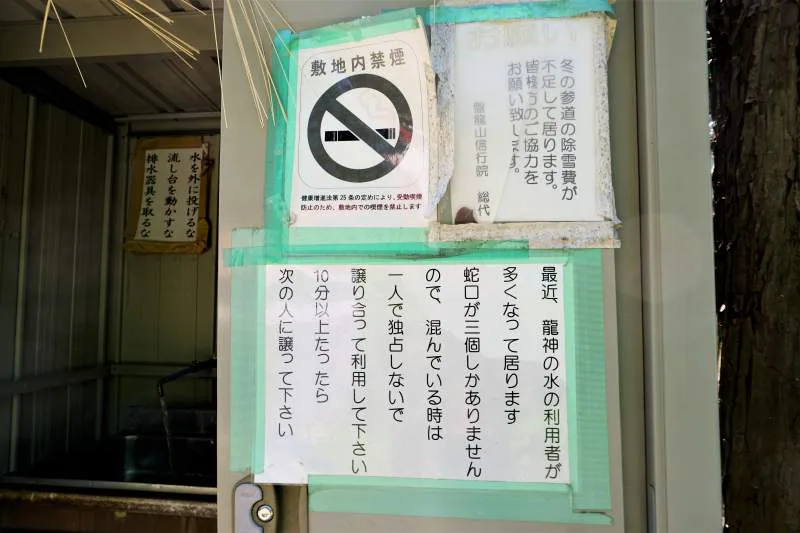 お願い
冬の参道の除雪費が
不足して居ります。
皆様方のご協力を
お願い致します。
盤龍山信行院 総代
敷地内禁煙
健康増進法第25条の定めにより、受動喫煙
防止のため、敷地内での喫煙を禁止します
水を外に投げるな
流し台を動かすな
排水器具を取るな
最近、龍神の水の利用者が
多くなって居ります
蛇口が三個しかありません
ので、混んでいる時は
一人で独占しないで
譲り合って利用して下さい
10分以上たったら
次の人に譲って下さい